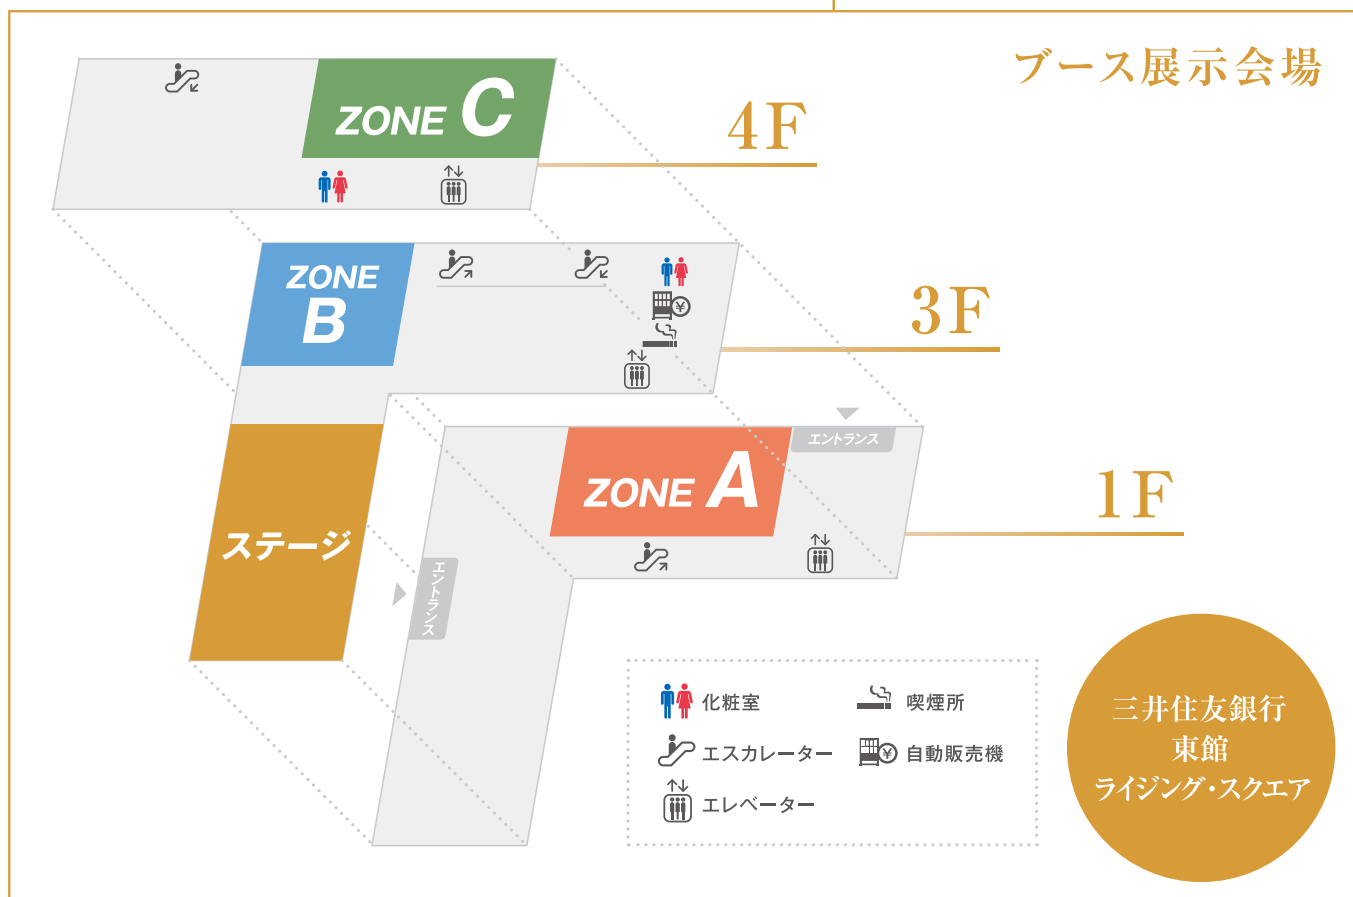 ブース展示会場
4F
ZONE C
3F
ZONE
B
1F
エントランス
ZONE A
ステージ
エントランス
化粧室
喫煙所
エスカレーター
自動販売機
エレベーター
¥
¥
三井住友銀行
東館
ライジング・スクエア